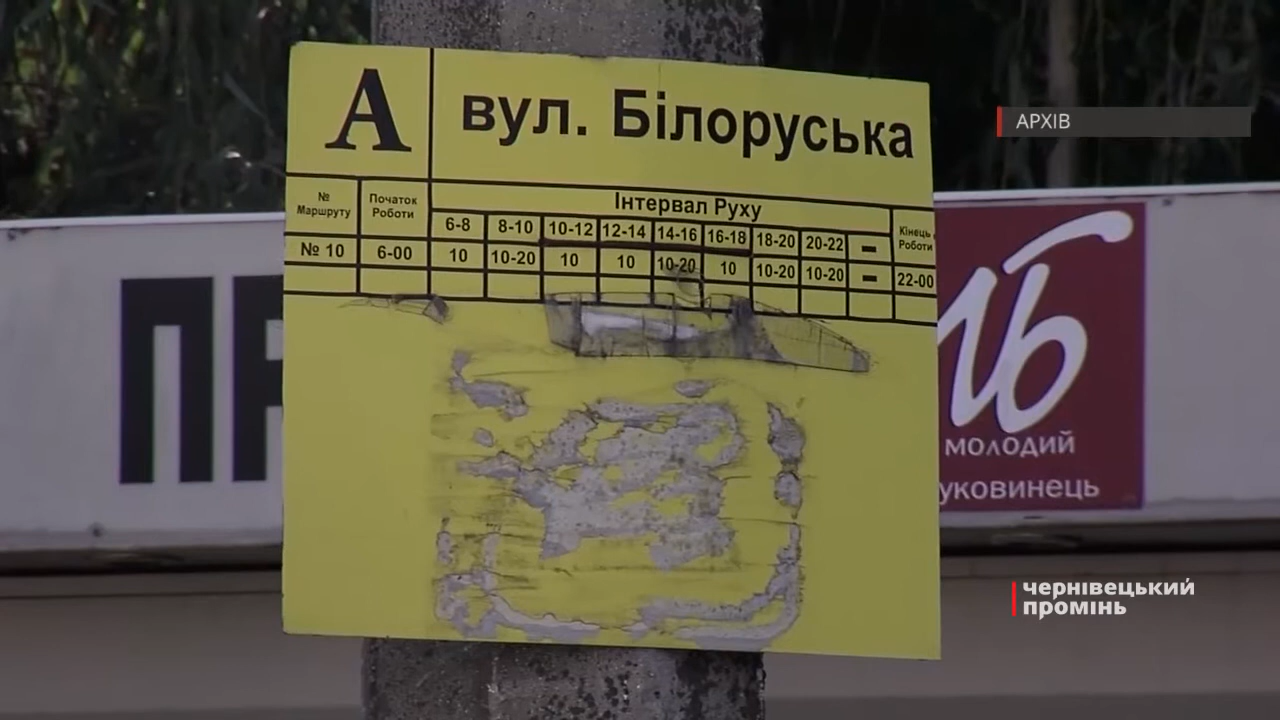 А вул. Білоруська
АРХІВ
№ Маршруту
Початок Роботи
Інтервал Руху
Кінець Роботи
6-8 8-10 10-12 12-14 14-16 16-18 18-20 20-22 -
№ 10 6-00 10 10-20 10 10 10-20 10 10-20 10-20 - 22-00
ПР
МОЛОДИЙ
УКОВИНЕЦЬ
ЧЕРНІВЕЦЬКИЙ
ПРОМІНЬ